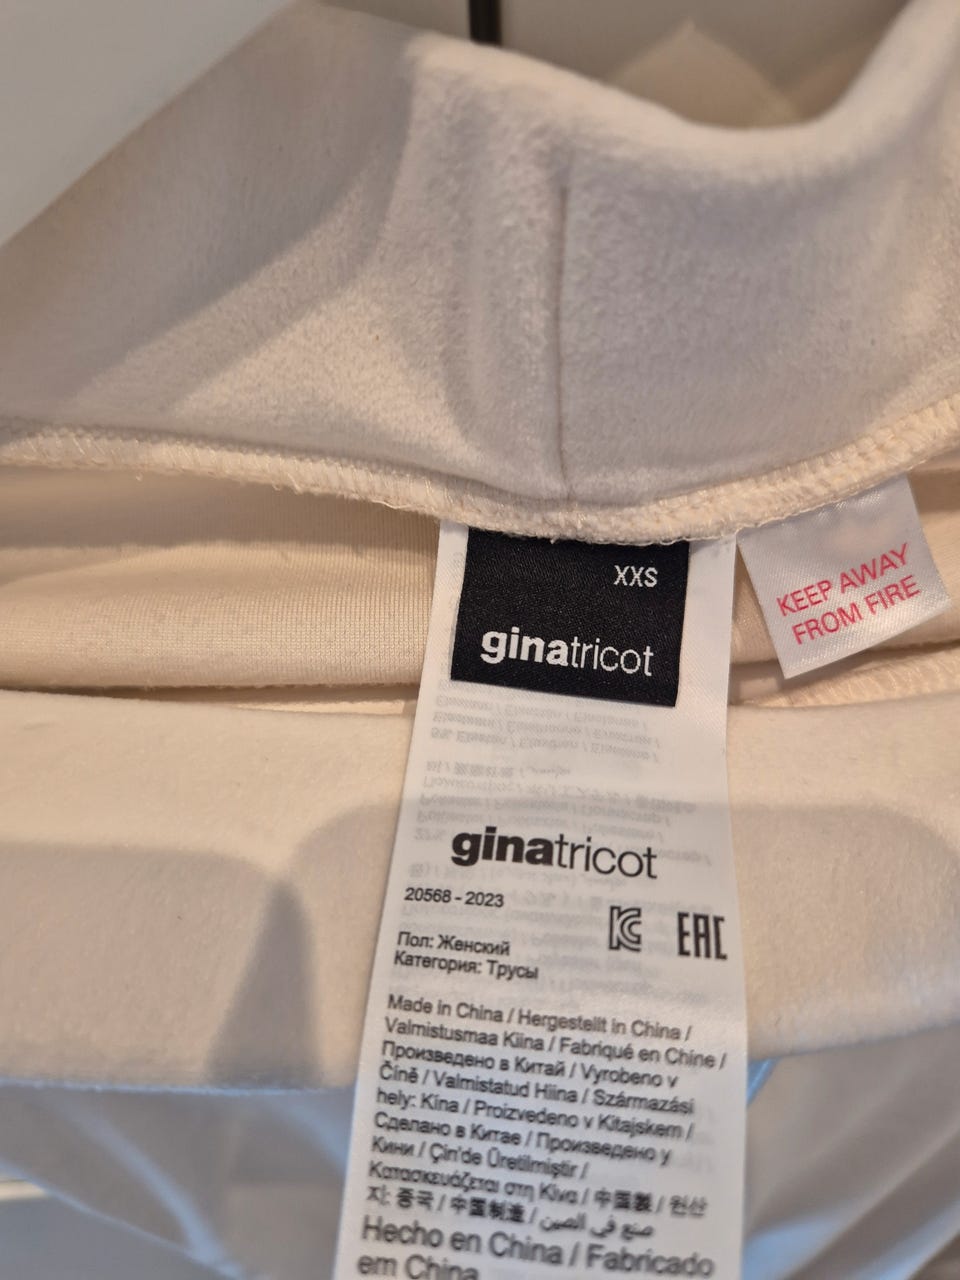 XXS
ginatricot
KEEP AWAY
FROM FIRE
ginatricot
20568 - 2023
EAC
Пол: Женский
Категория: Трусы
Made in China / Hergestellt in China /
Valmistusmaa Kiina / Fabriqué en Chine /
Произведено в Китай / Vyrobeno v
Číně / Valmistatud Hiina / Származási
hely: Kína / Proizvedeno v Kitajskem /
Сделано в Китае / Произведено у
Кини / Çin'de Üretilmiştir /
Κατασκευάζεται στη Κίνα / 中国製 / 원산
지: 중국 / 中国制造 / صنع في الصين /
Hecho en China / Fabricado
em China